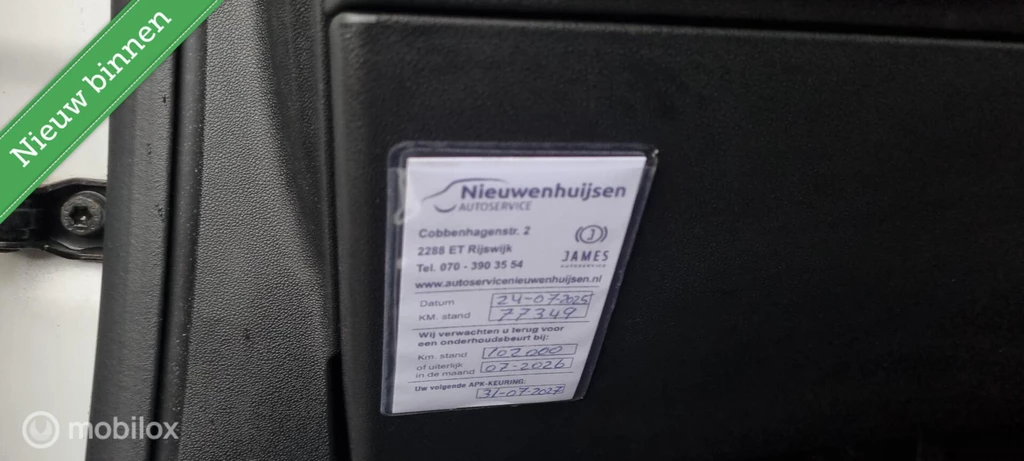 Nieuw binnen
Nieuwenhuijsen
AUTOSERVICE
Cobbenhagenstr. 2
2288 ET Rijswijk
Tel. 070 - 390 35 54
J
JAMES
AUTOSERVICE
www.autoservicenieuwenhuijsen.nl
Datum 24-07-2025
KM. stand 77349
Wij verwachten u terug voor
een onderhoudsbeurt bij:
Km. stand 102000
of uiterlijk
in de maand 07-2026
Uw volgende APK-KEURING:
31-07-2027
mobilox